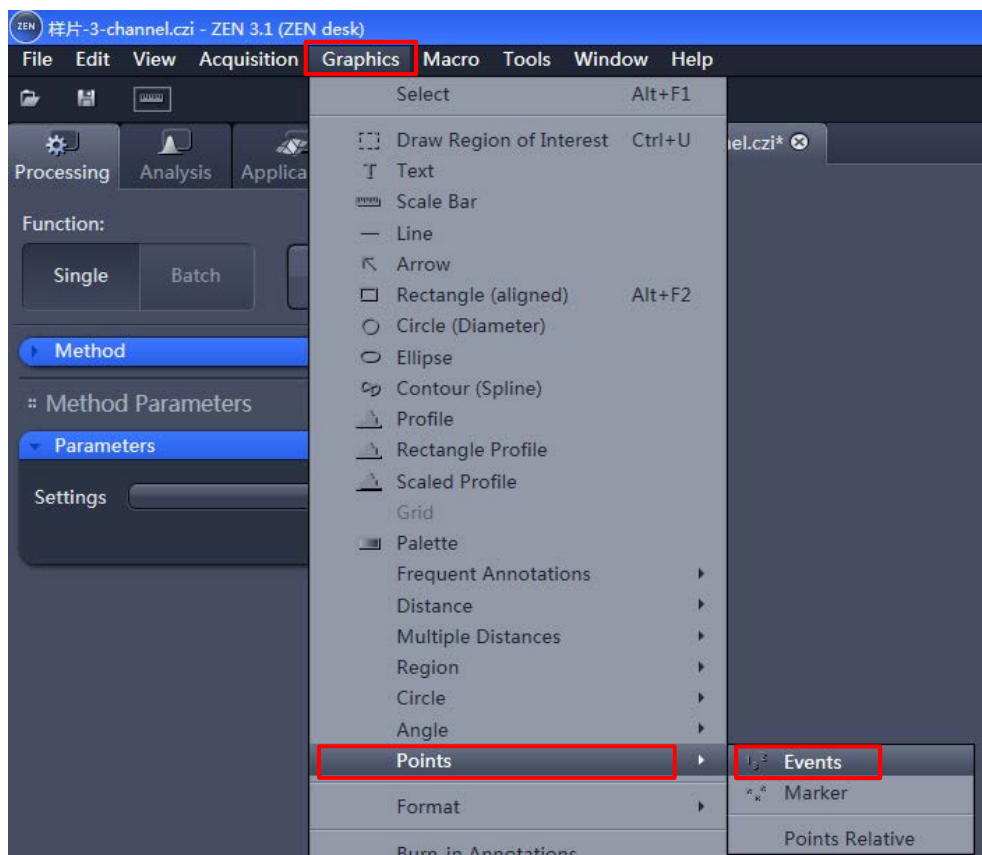 ZEN 样片-3-channel.czi - ZEN 3.1 (ZEN desk)
File Edit View Acquisition Graphics Macro Tools Window Help
Select Alt+F1
Draw Region of Interest Ctrl+U
T Text
Scale Bar
Line
Arrow
Rectangle (aligned) Alt+F2
Circle (Diameter)
Ellipse
Contour (Spline)
Profile
Rectangle Profile
Scaled Profile
Grid
Palette
Frequent Annotations
Distance
Multiple Distances
Region
Circle
Angle
Points
Format
Burn-in Annotations
Events
Marker
Points Relative
nel.czi*
Processing Analysis Applica
Function:
Single Batch
Method
Method Parameters
Parameters
Settings